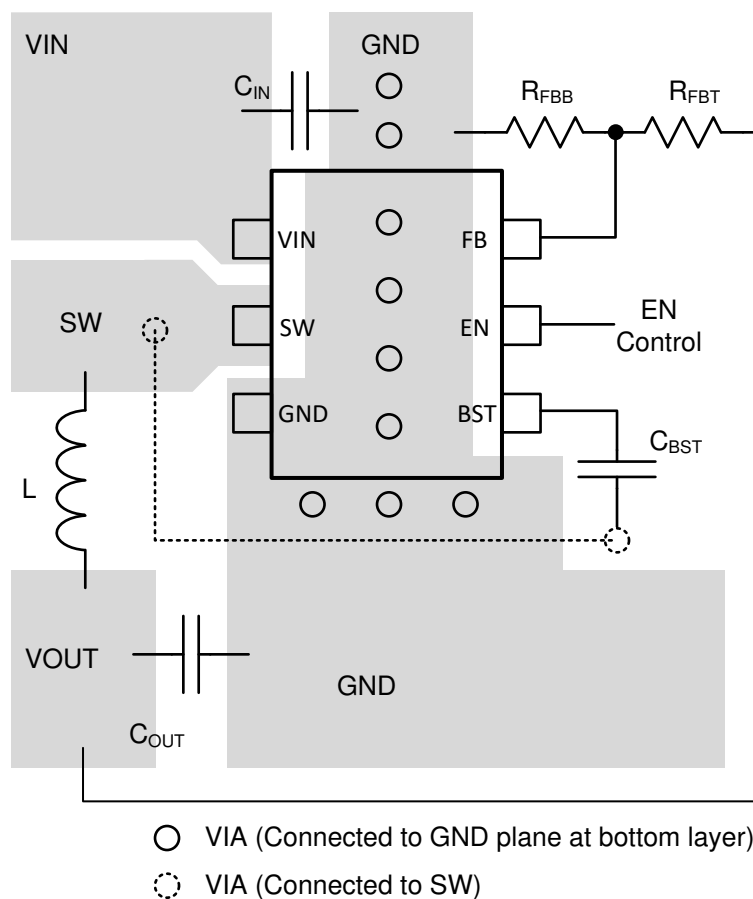 VIN
GND
C_IN
R_FBB
R_FBT
VIN
FB
SW
SW
EN
EN
Control
GND
BST
C_BST
L
VOUT
GND
C_OUT
VIA (Connected to GND plane at bottom layer)
VIA (Connected to SW)